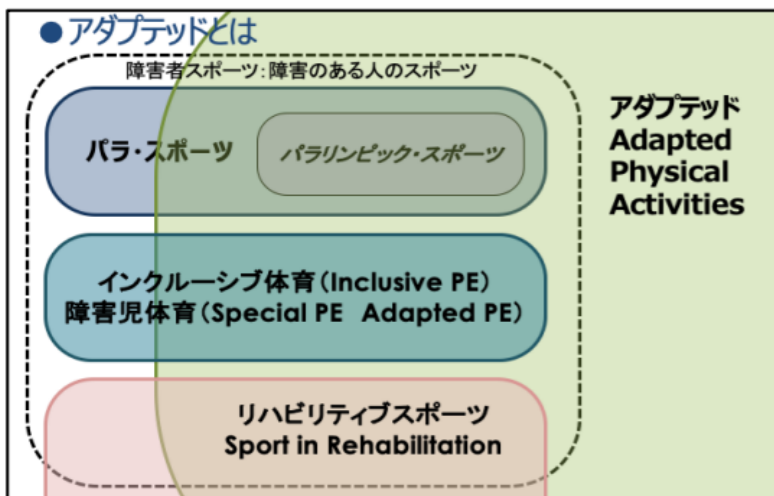 ●アダプテッドとは
障害者スポーツ：障害のある人のスポーツ
パラ・スポーツ
パラリンピック・スポーツ
アダプテッド
Adapted
Physical
Activities
インクルーシブ体育（Inclusive PE）
障害児体育（Special PE Adapted PE）
リハビリティブスポーツ
Sport in Rehabilitation